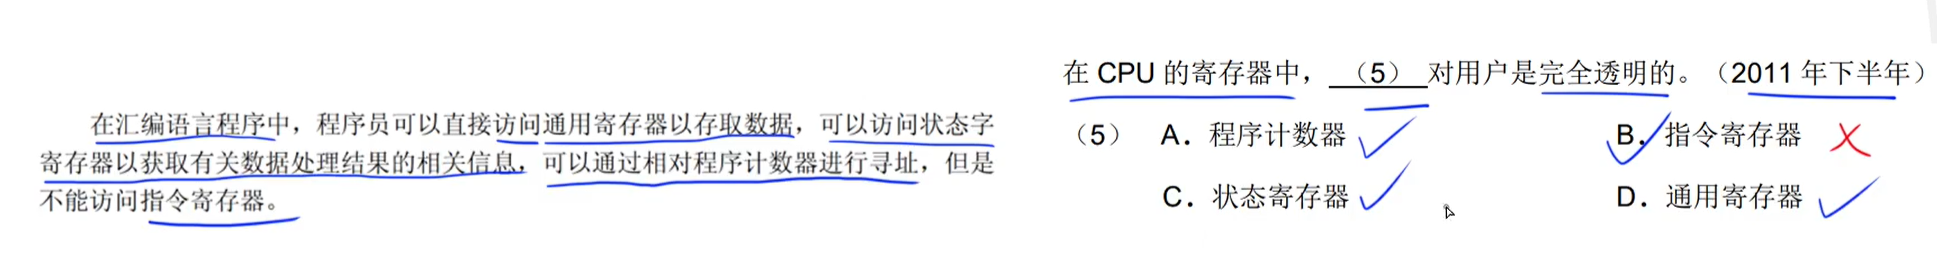 在汇编语言程序中，程序员可以直接访问通用寄存器以存取数据，可以访问状态字
寄存器以获取有关数据处理结果的相关信息，可以通过相对程序计数器进行寻址，但是
不能访问指令寄存器。
在 CPU 的寄存器中，（5）对用户是完全透明的。（2011 年下半年）
（5） A．程序计数器 B．指令寄存器
C．状态寄存器 D．通用寄存器